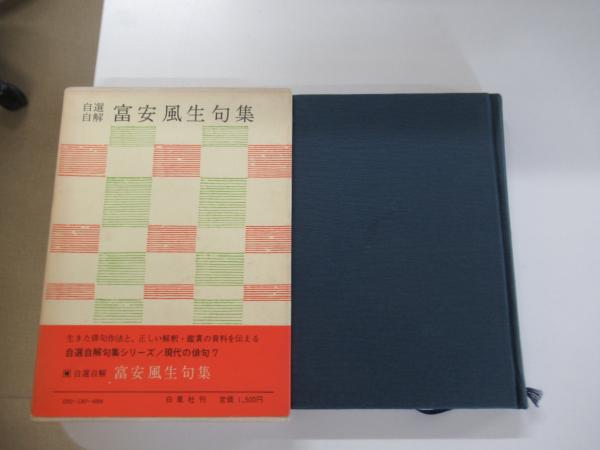 自選
自解 富安風生句集
生きた俳句作法と、正しい解釈・鑑賞の資料を伝える
自選自解句集シリーズ/現代の俳句7
自選自解 富安風生句集
白凰社刊 定価1,500円